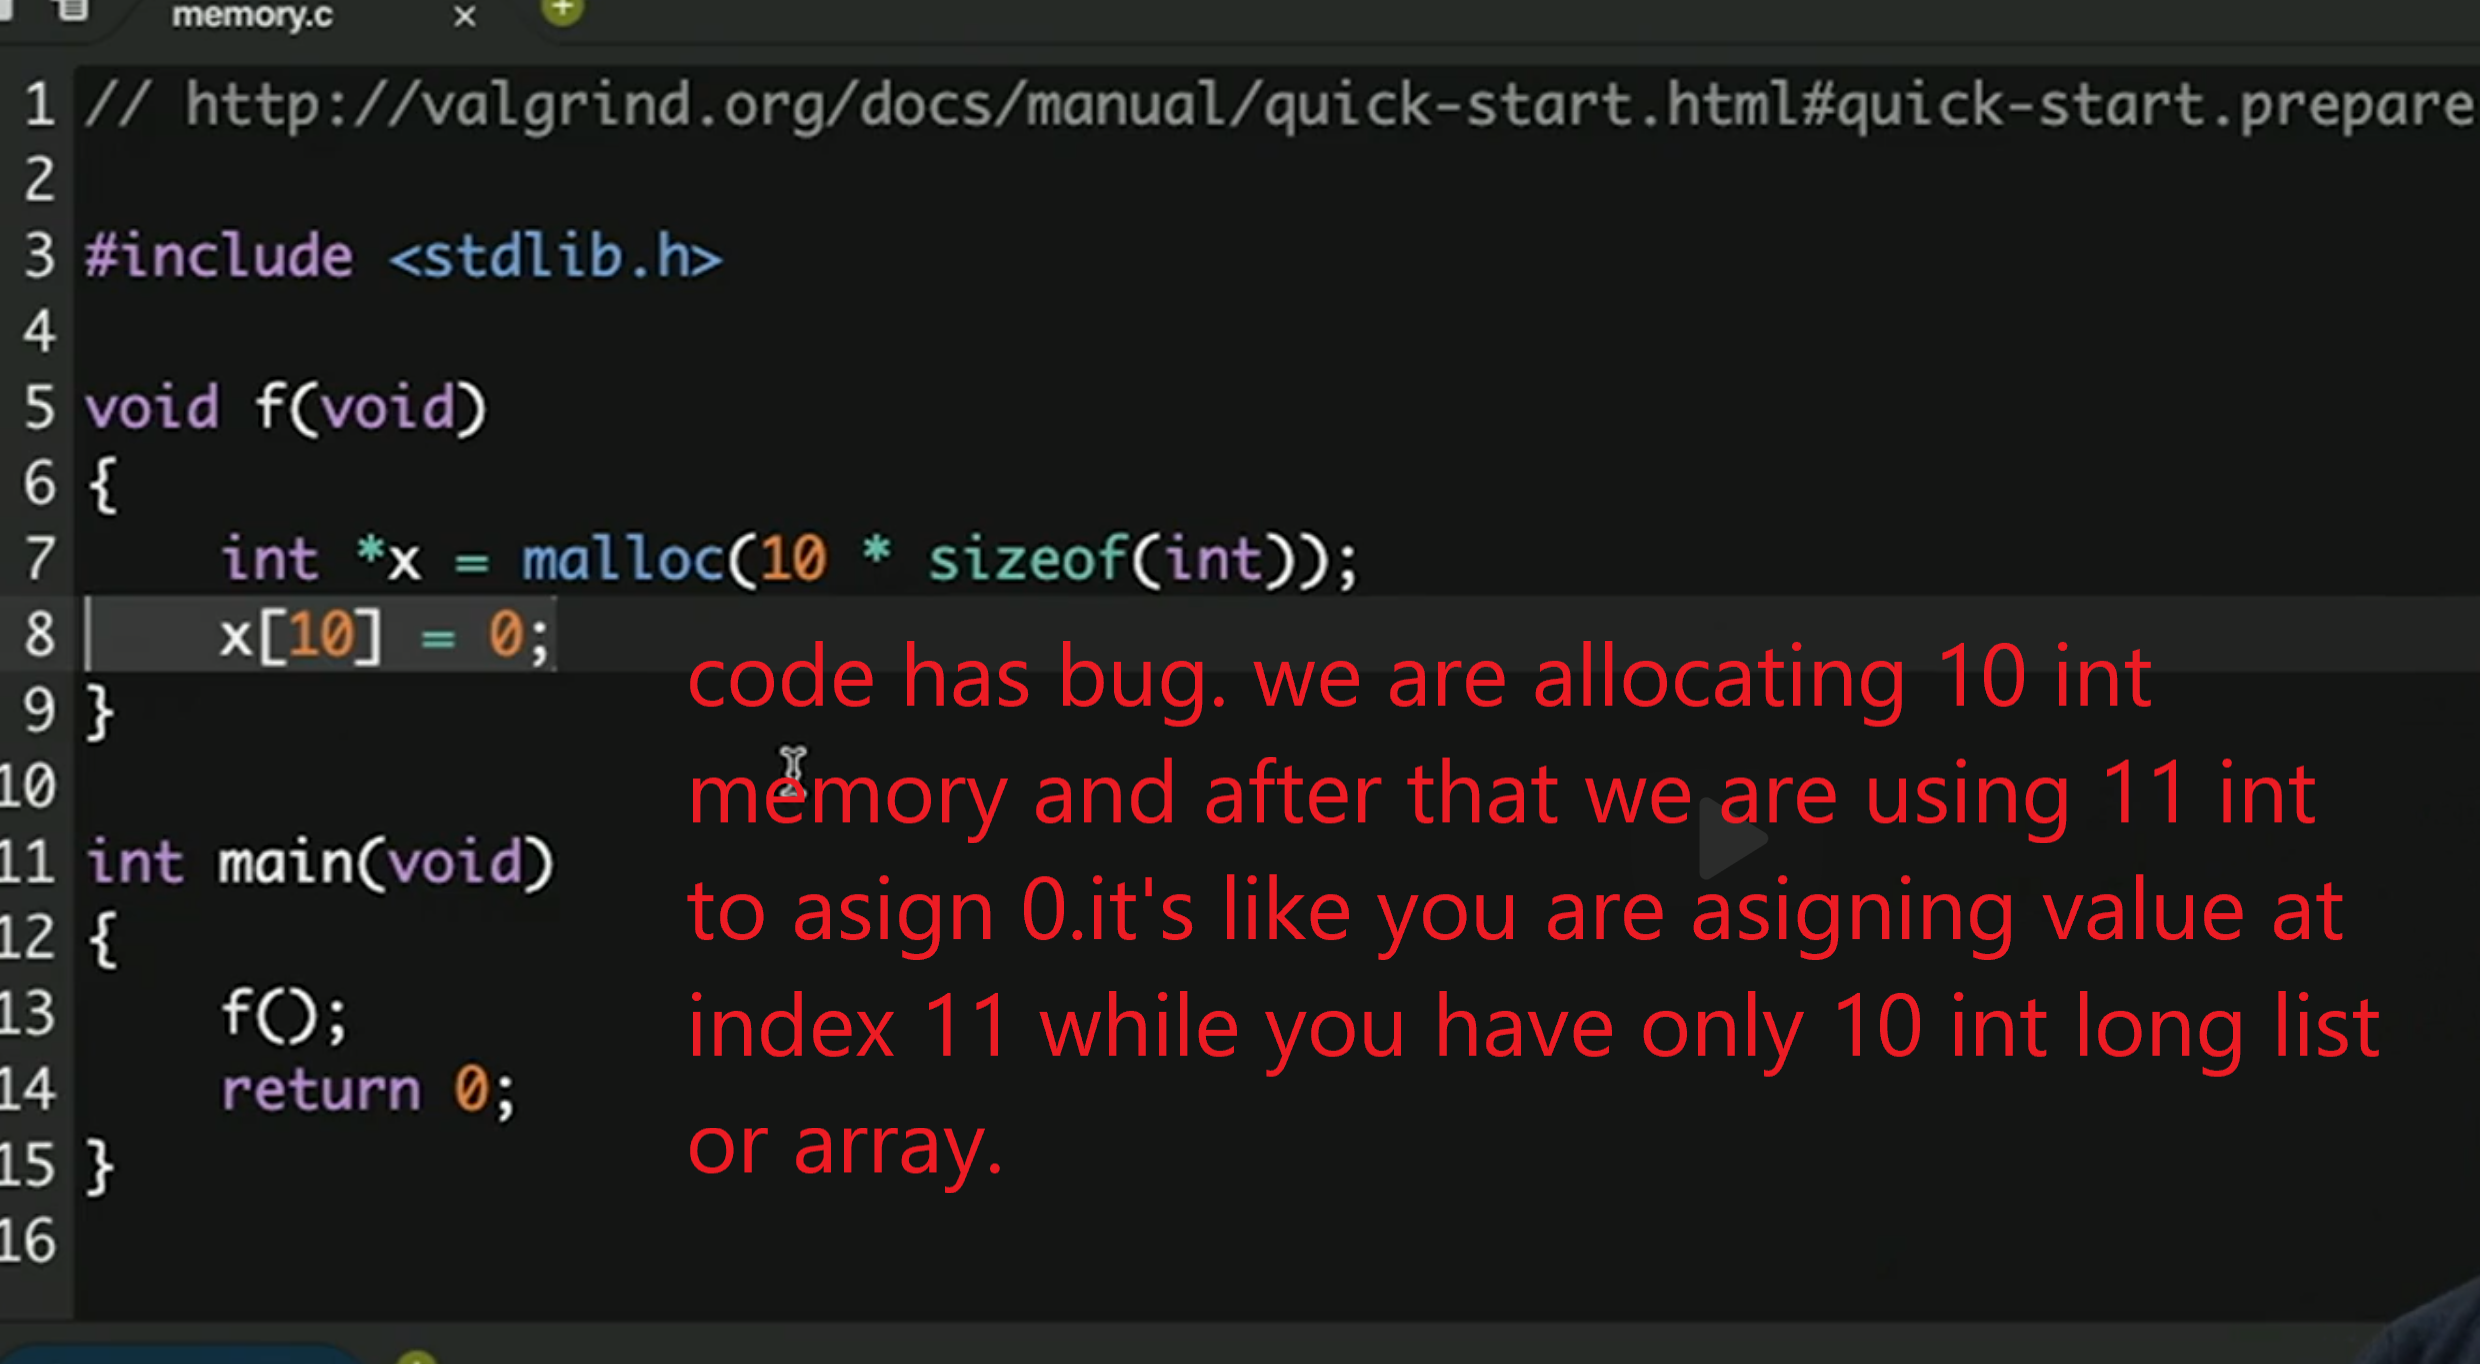 memory.c
1 // http://valgrind.org/docs/manual/quick-start.html#quick-start.prepare
2
3 #include <stdlib.h>
4
5 void f(void)
6 {
7     int *x = malloc(10 * sizeof(int));
8     x[10] = 0;
9 }
10
11 int main(void)
12 {
13     f();
14     return 0;
15 }
16
code has bug. we are allocating 10 int
memory and after that we are using 11 int
to asign 0.it's like you are asigning value at
index 11 while you have only 10 int long list
or array.